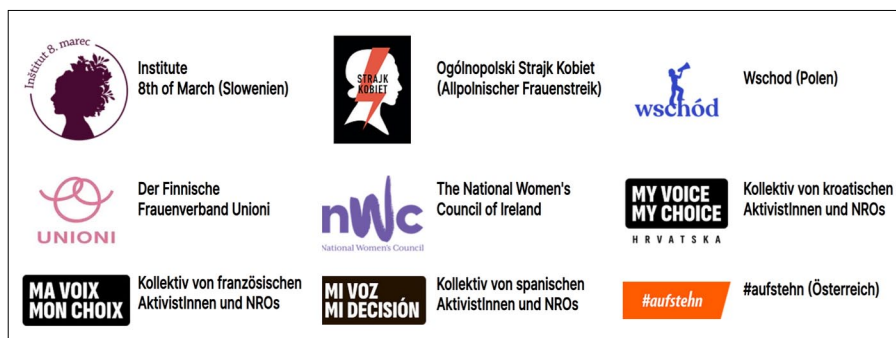 Inštitut 8. marec
Institute
8th of March (Slowenien)
STRAJK
KOBIET
Ogólnopolski Strajk Kobiet
(Allpolnischer Frauenstreik)
wschód
Wschod (Polen)
UNIONI
Der Finnische
Frauenverband Unioni
nwc
National Women's Council
The National Women's
Council of Ireland
MY VOICE
MY CHOICE
HRVATSKA
Kollektiv von kroatischen
AktivistInnen und NROs
MA VOIX
MON CHOIX
Kollektiv von französischen
AktivistInnen und NROs
MI VOZ
MI DECISIÓN
Kollektiv von spanischen
AktivistInnen und NROs
#aufstehn
#aufstehn (Österreich)